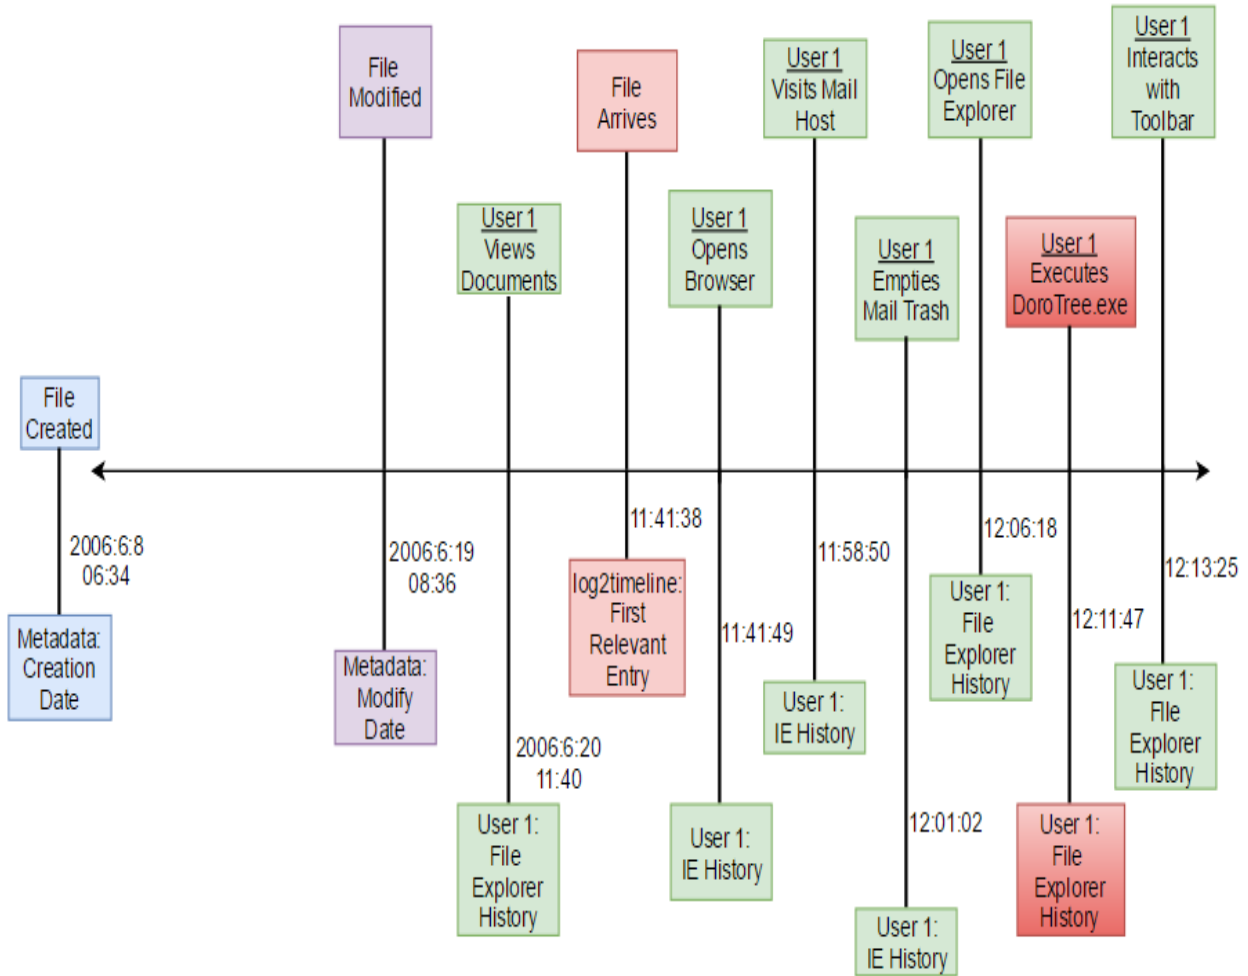 File
Created
2006:6:8
06:34
Metadata:
Creation
Date
File
Modified
2006:6:19
08:36
Metadata:
Modify
Date
User 1
Views
Documents
2006:6:20
11:40
User 1:
File
Explorer
History
File
Arrives
11:41:38
log2timeline:
First
Relevant
Entry
User 1
Opens
Browser
11:41:49
User 1:
IE History
User 1
Visits Mail
Host
11:58:50
User 1:
IE History
User 1
Empties
Mail Trash
12:01:02
User 1:
IE History
User 1
Opens File
Explorer
12:06:18
User 1:
File
Explorer
History
User 1
Executes
DoroTree.exe
12:11:47
User 1:
File
Explorer
History
User 1
Interacts
with
Toolbar
12:13:25
User 1:
FIle
Explorer
History